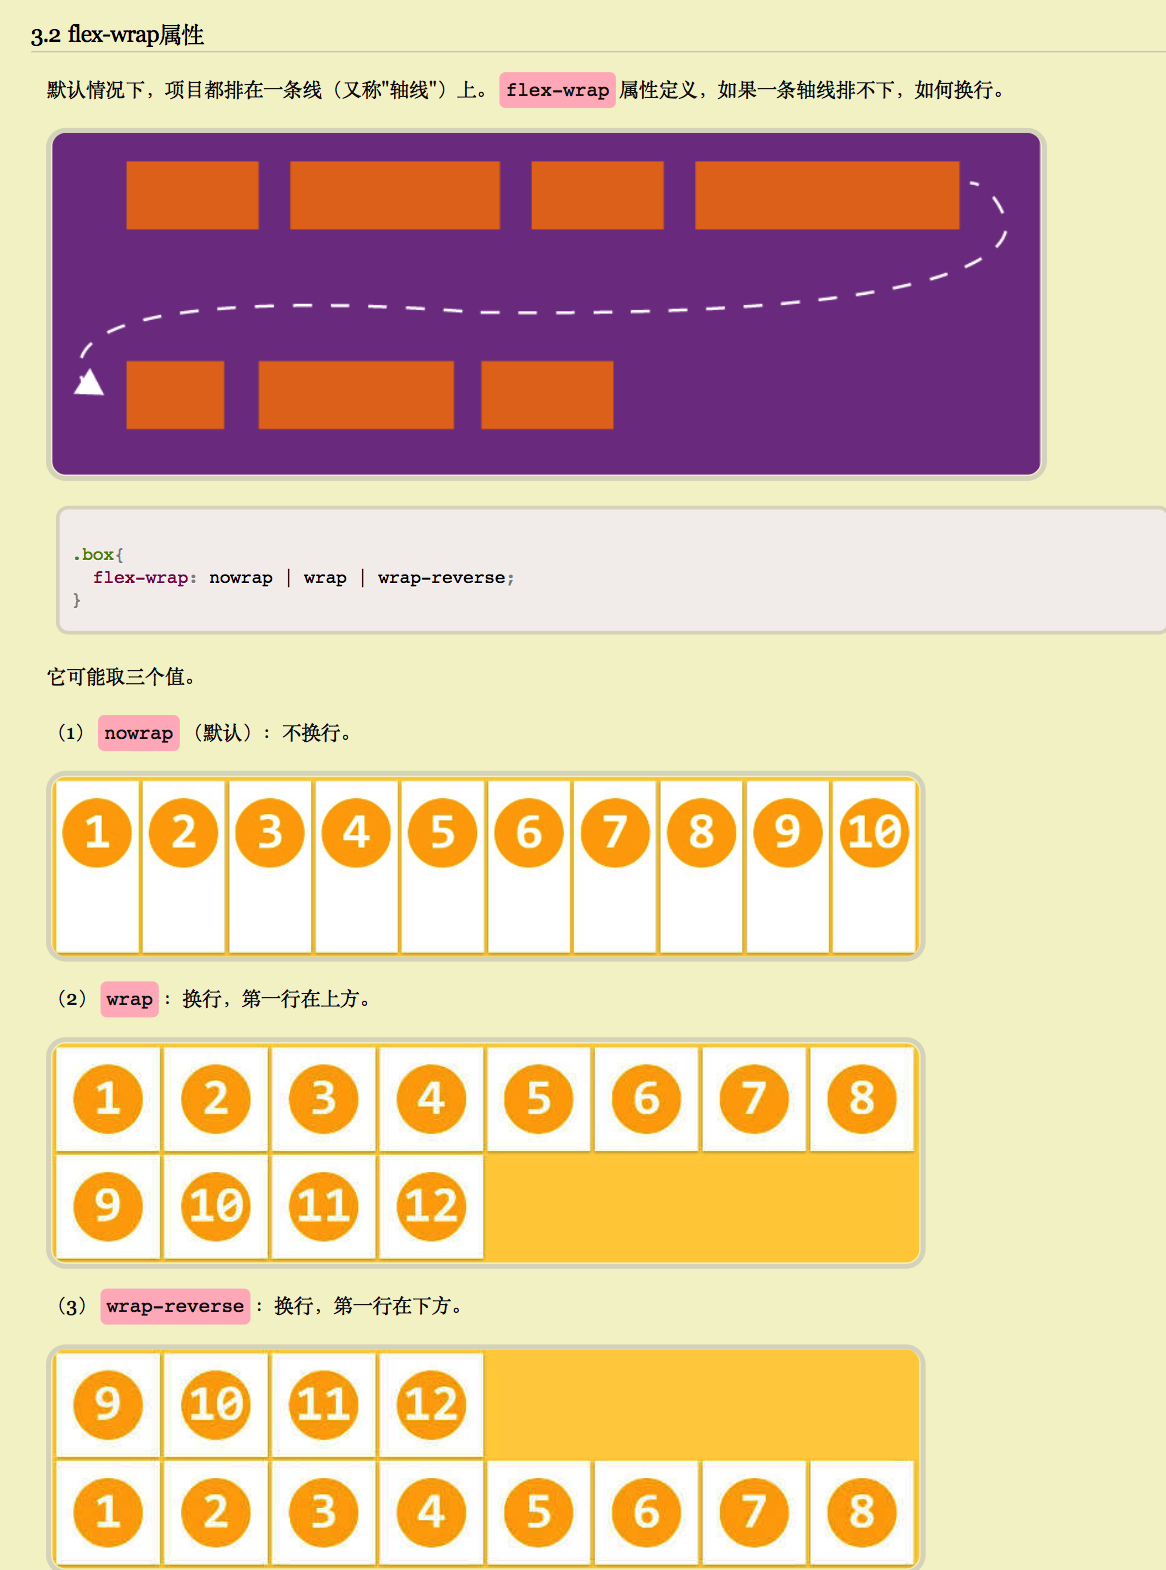 3.2 flex-wrap属性
默认情况下，项目都排在一条线（又称"轴线"）上。flex-wrap属性定义，如果一条轴线排不下，如何换行。
.box{
  flex-wrap: nowrap | wrap | wrap-reverse;
}
它可能取三个值。
（1）nowrap（默认）：不换行。
1 2 3 4 5 6 7 8 9 10
（2）wrap：换行，第一行在上方。
1 2 3 4 5 6 7 8
9 10 11 12
（3）wrap-reverse：换行，第一行在下方。
9 10 11 12
1 2 3 4 5 6 7 8